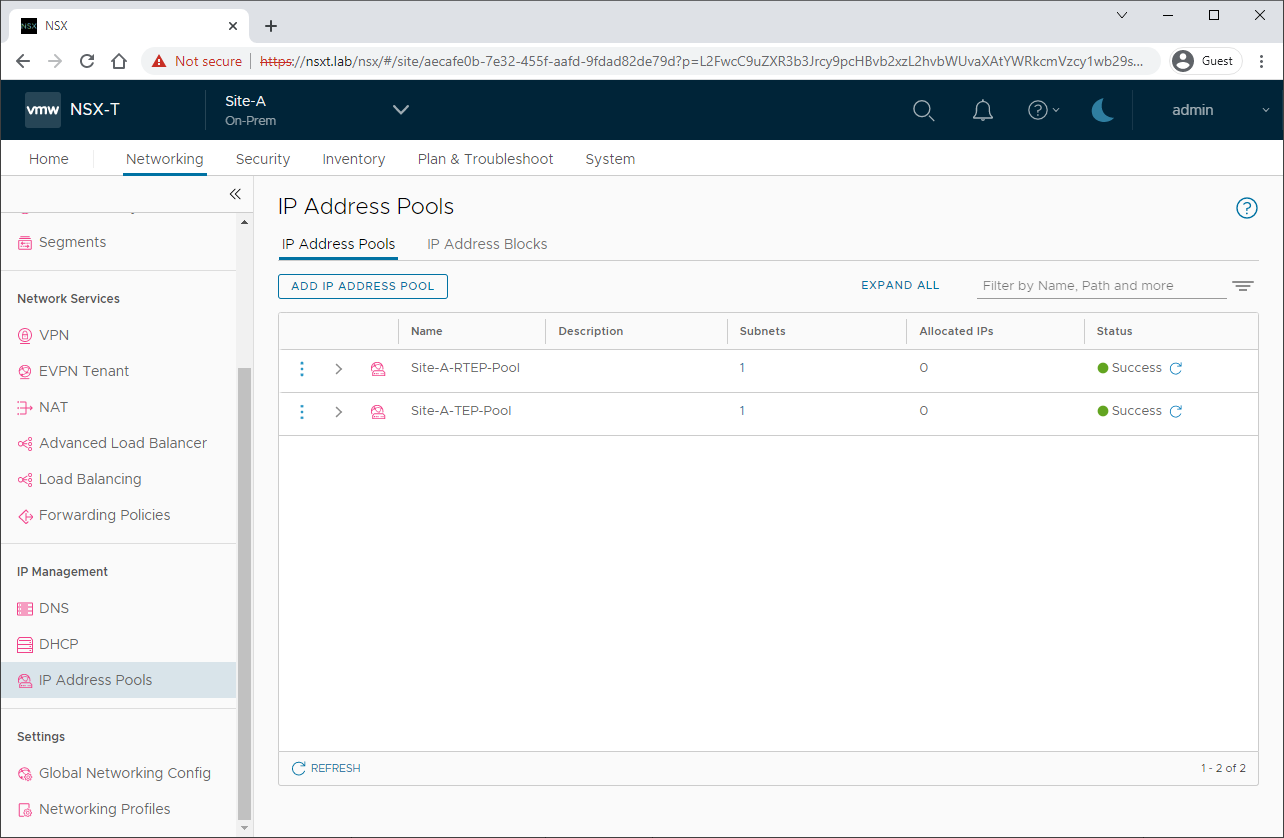 NSX
NSX
Not secure
https://nsxt.lab/nsx/#/site/aecafe0b-7e32-455f-aafd-9fdad82de79d?p=L2FwcC9uZXR3b3Jrcy9pcHBvb2xzL2hvbWUvaXAtYWRkcmVzcy1wb29s...
Guest
vmw NSX-T
Site-A
On-Prem
admin
Home Networking Security Inventory Plan & Troubleshoot System
Segments
Network Services
VPN
EVPN Tenant
NAT
Advanced Load Balancer
Load Balancing
Forwarding Policies
IP Management
DNS
DHCP
IP Address Pools
Settings
Global Networking Config
Networking Profiles
IP Address Pools
IP Address Pools IP Address Blocks
ADD IP ADDRESS POOL EXPAND ALL Filter by Name, Path and more
Name Description Subnets Allocated IPs Status
Site-A-RTEP-Pool 1 0 Success
Site-A-TEP-Pool 1 0 Success
REFRESH 1 - 2 of 2